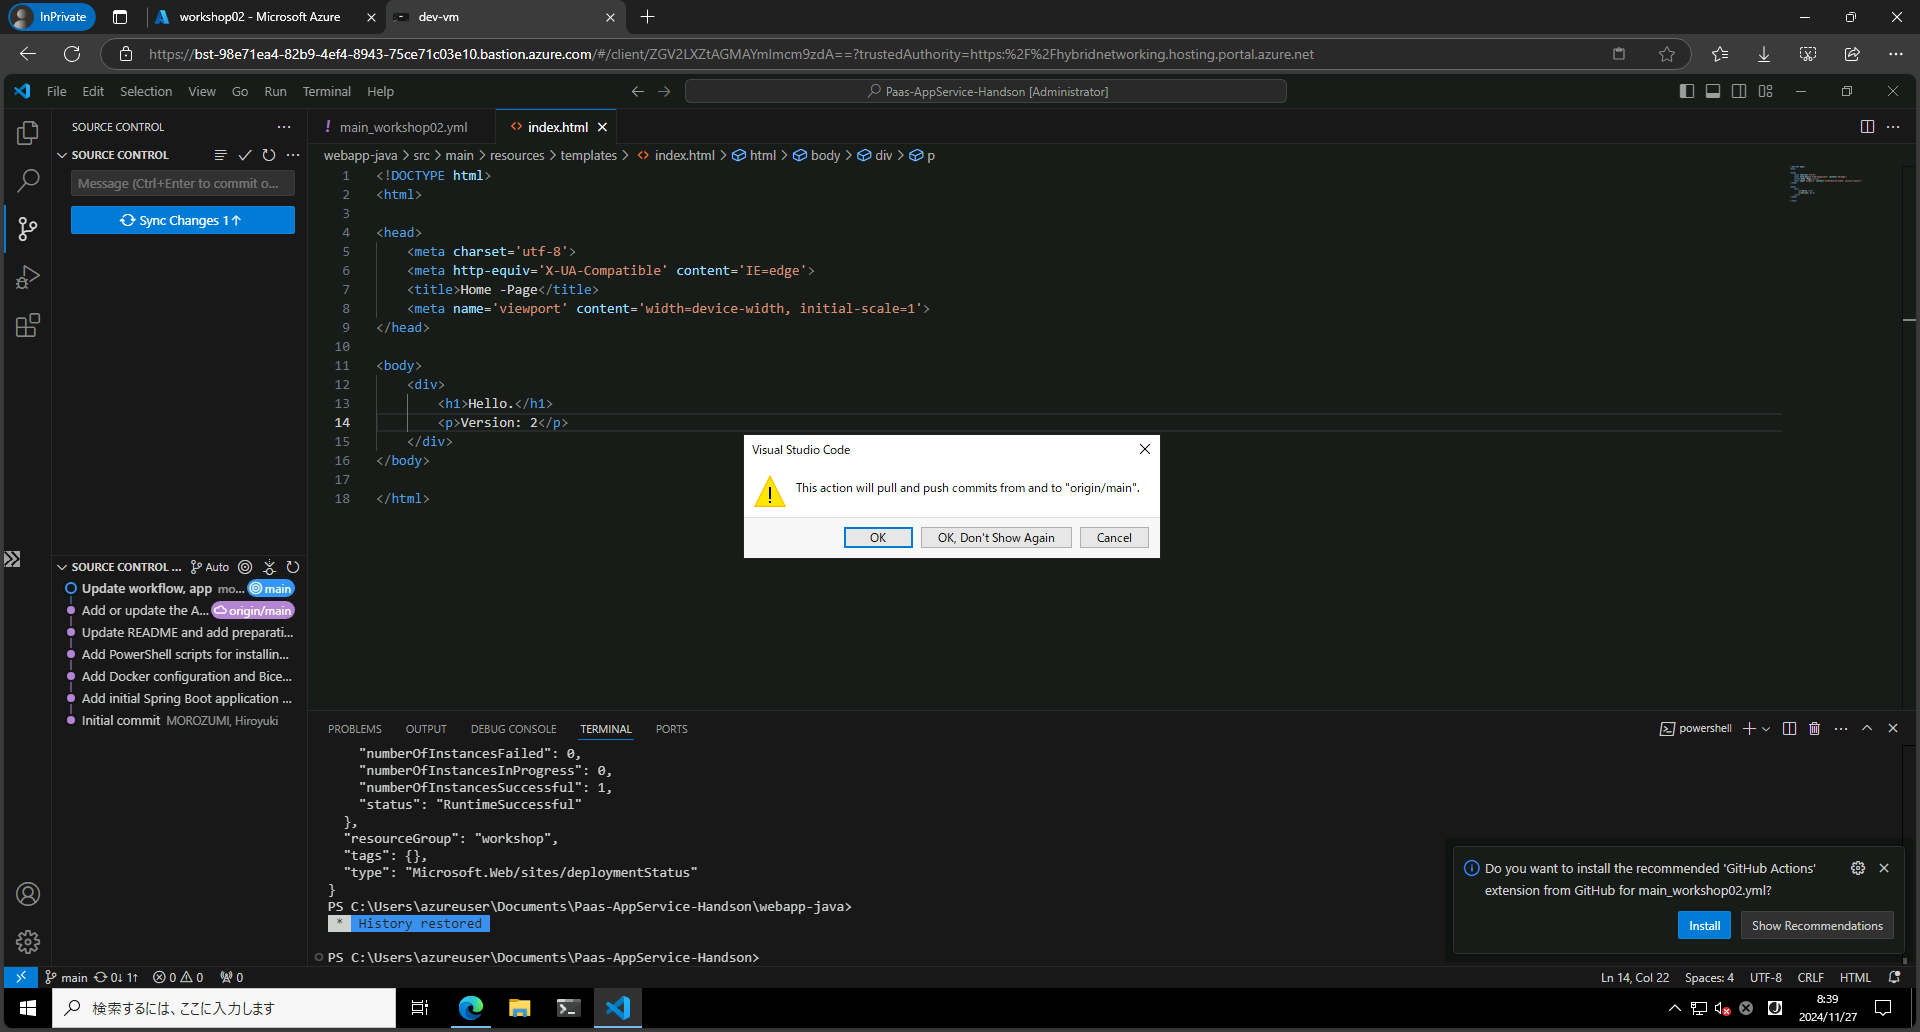 InPrivate
workshop02 - Microsoft Azure
dev-vm
https://bst-98e71ea4-82b9-4ef4-8943-75ce71c03e10.bastion.azure.com/#/client/ZGV2LXZtAGMAYmlmcm9zdA==?trustedAuthority=https:%2F%2Fhybridnetworking.hosting.portal.azure.net
File Edit Selection View Go Run Terminal Help
Paas-AppService-Handson [Administrator]
SOURCE CONTROL
SOURCE CONTROL
Message (Ctrl+Enter to commit o...
Sync Changes 1↑
main_workshop02.yml
index.html
webapp-java > src > main > resources > templates > index.html > html > body > div > p
1 <!DOCTYPE html>
2 <html>
3
4 <head>
5 <meta charset='utf-8'>
6 <meta http-equiv='X-UA-Compatible' content='IE=edge'>
7 <title>Home -Page</title>
8 <meta name='viewport' content='width=device-width, initial-scale=1'>
9 </head>
10
11 <body>
12 <div>
13 <h1>Hello.</h1>
14 <p>Version: 2</p>
15 </div>
16 </body>
17
18 </html>
Visual Studio Code
This action will pull and push commits from and to "origin/main".
OK
OK, Don't Show Again
Cancel
SOURCE CONTROL ... Auto
Update workflow, app mo... main
Add or update the A... origin/main
Update README and add preparati...
Add PowerShell scripts for installin...
Add Docker configuration and Bice...
Add initial Spring Boot application ...
Initial commit MOROZUMI, Hiroyuki
PROBLEMS OUTPUT DEBUG CONSOLE TERMINAL PORTS
powershell
"numberOfInstancesFailed": 0,
"numberOfInstancesInProgress": 0,
"numberOfInstancesSuccessful": 1,
"status": "RuntimeSuccessful"
},
"resourceGroup": "workshop",
"tags": {},
"type": "Microsoft.Web/sites/deploymentStatus"
}
PS C:\Users\azureuser\Documents\Paas-AppService-Handson\webapp-java>
* History restored
PS C:\Users\azureuser\Documents\Paas-AppService-Handson>
Do you want to install the recommended 'GitHub Actions'
extension from GitHub for main_workshop02.yml?
Install
Show Recommendations
main 0↓ 1↑ 0 0 0
Ln 14, Col 22 Spaces: 4 UTF-8 CRLF HTML
検索するには、ここに入力します
8:39
2024/11/27